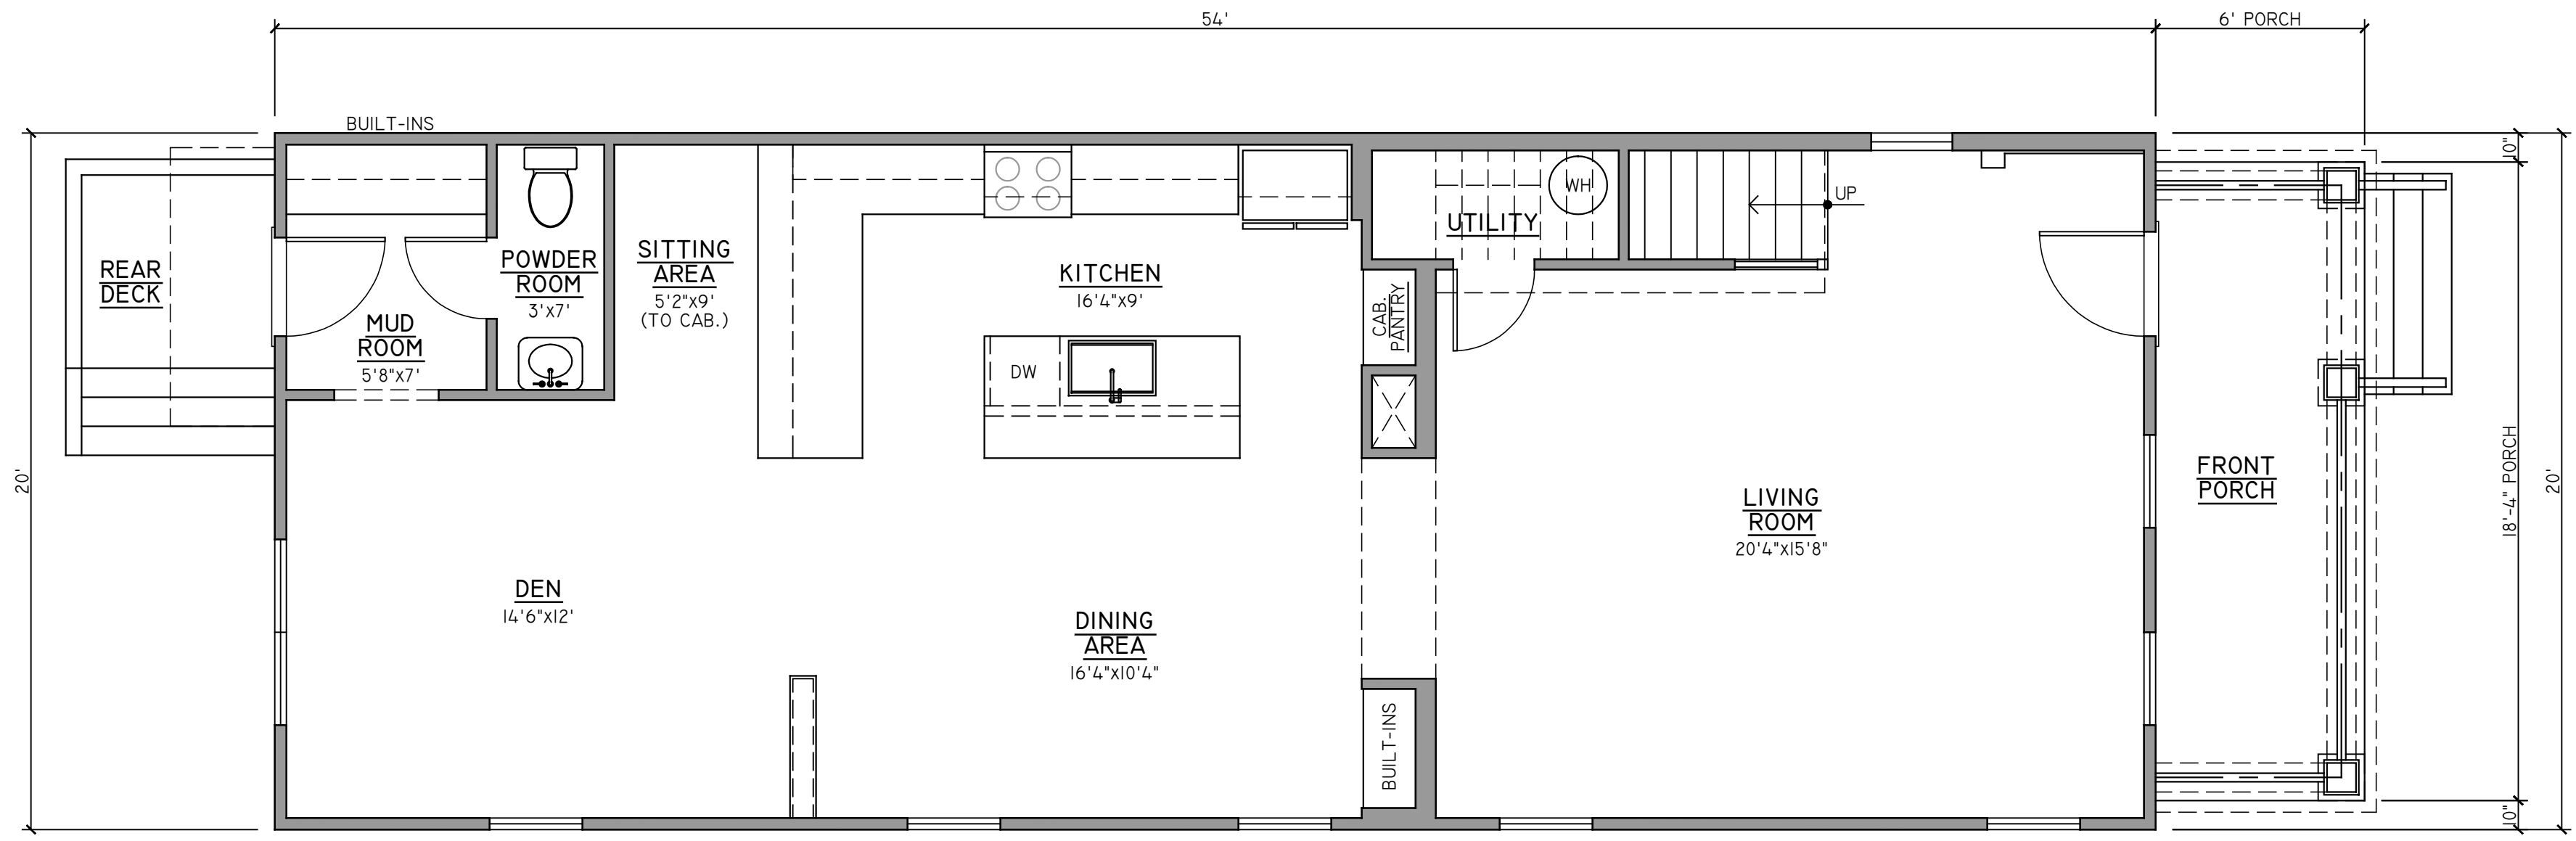 54'
6' PORCH
BUILT-INS
10"
WH
UP
UTILITY
POWDER
ROOM
3'x7'
SITTING
AREA
5'2"x9'
(TO CAB.)
KITCHEN
16'4"x9'
REAR
DECK
MUD
ROOM
5'8"x7'
CAB.
PANTRY
DW
20'
FRONT
PORCH
18'-4" PORCH
20'
LIVING
ROOM
20'4"x15'8"
DEN
14'6"x12'
DINING
AREA
16'4"x10'4"
BUILT-INS
10"